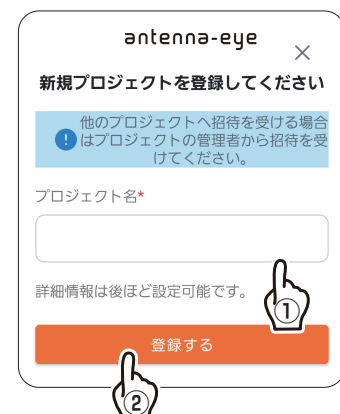 antenna-eye
新規プロジェクトを登録してください
他のプロジェクトへ招待を受ける場合
はプロジェクトの管理者から招待を受
けてください。
プロジェクト名*
詳細情報は後ほど設定可能です。
①
登録する
②